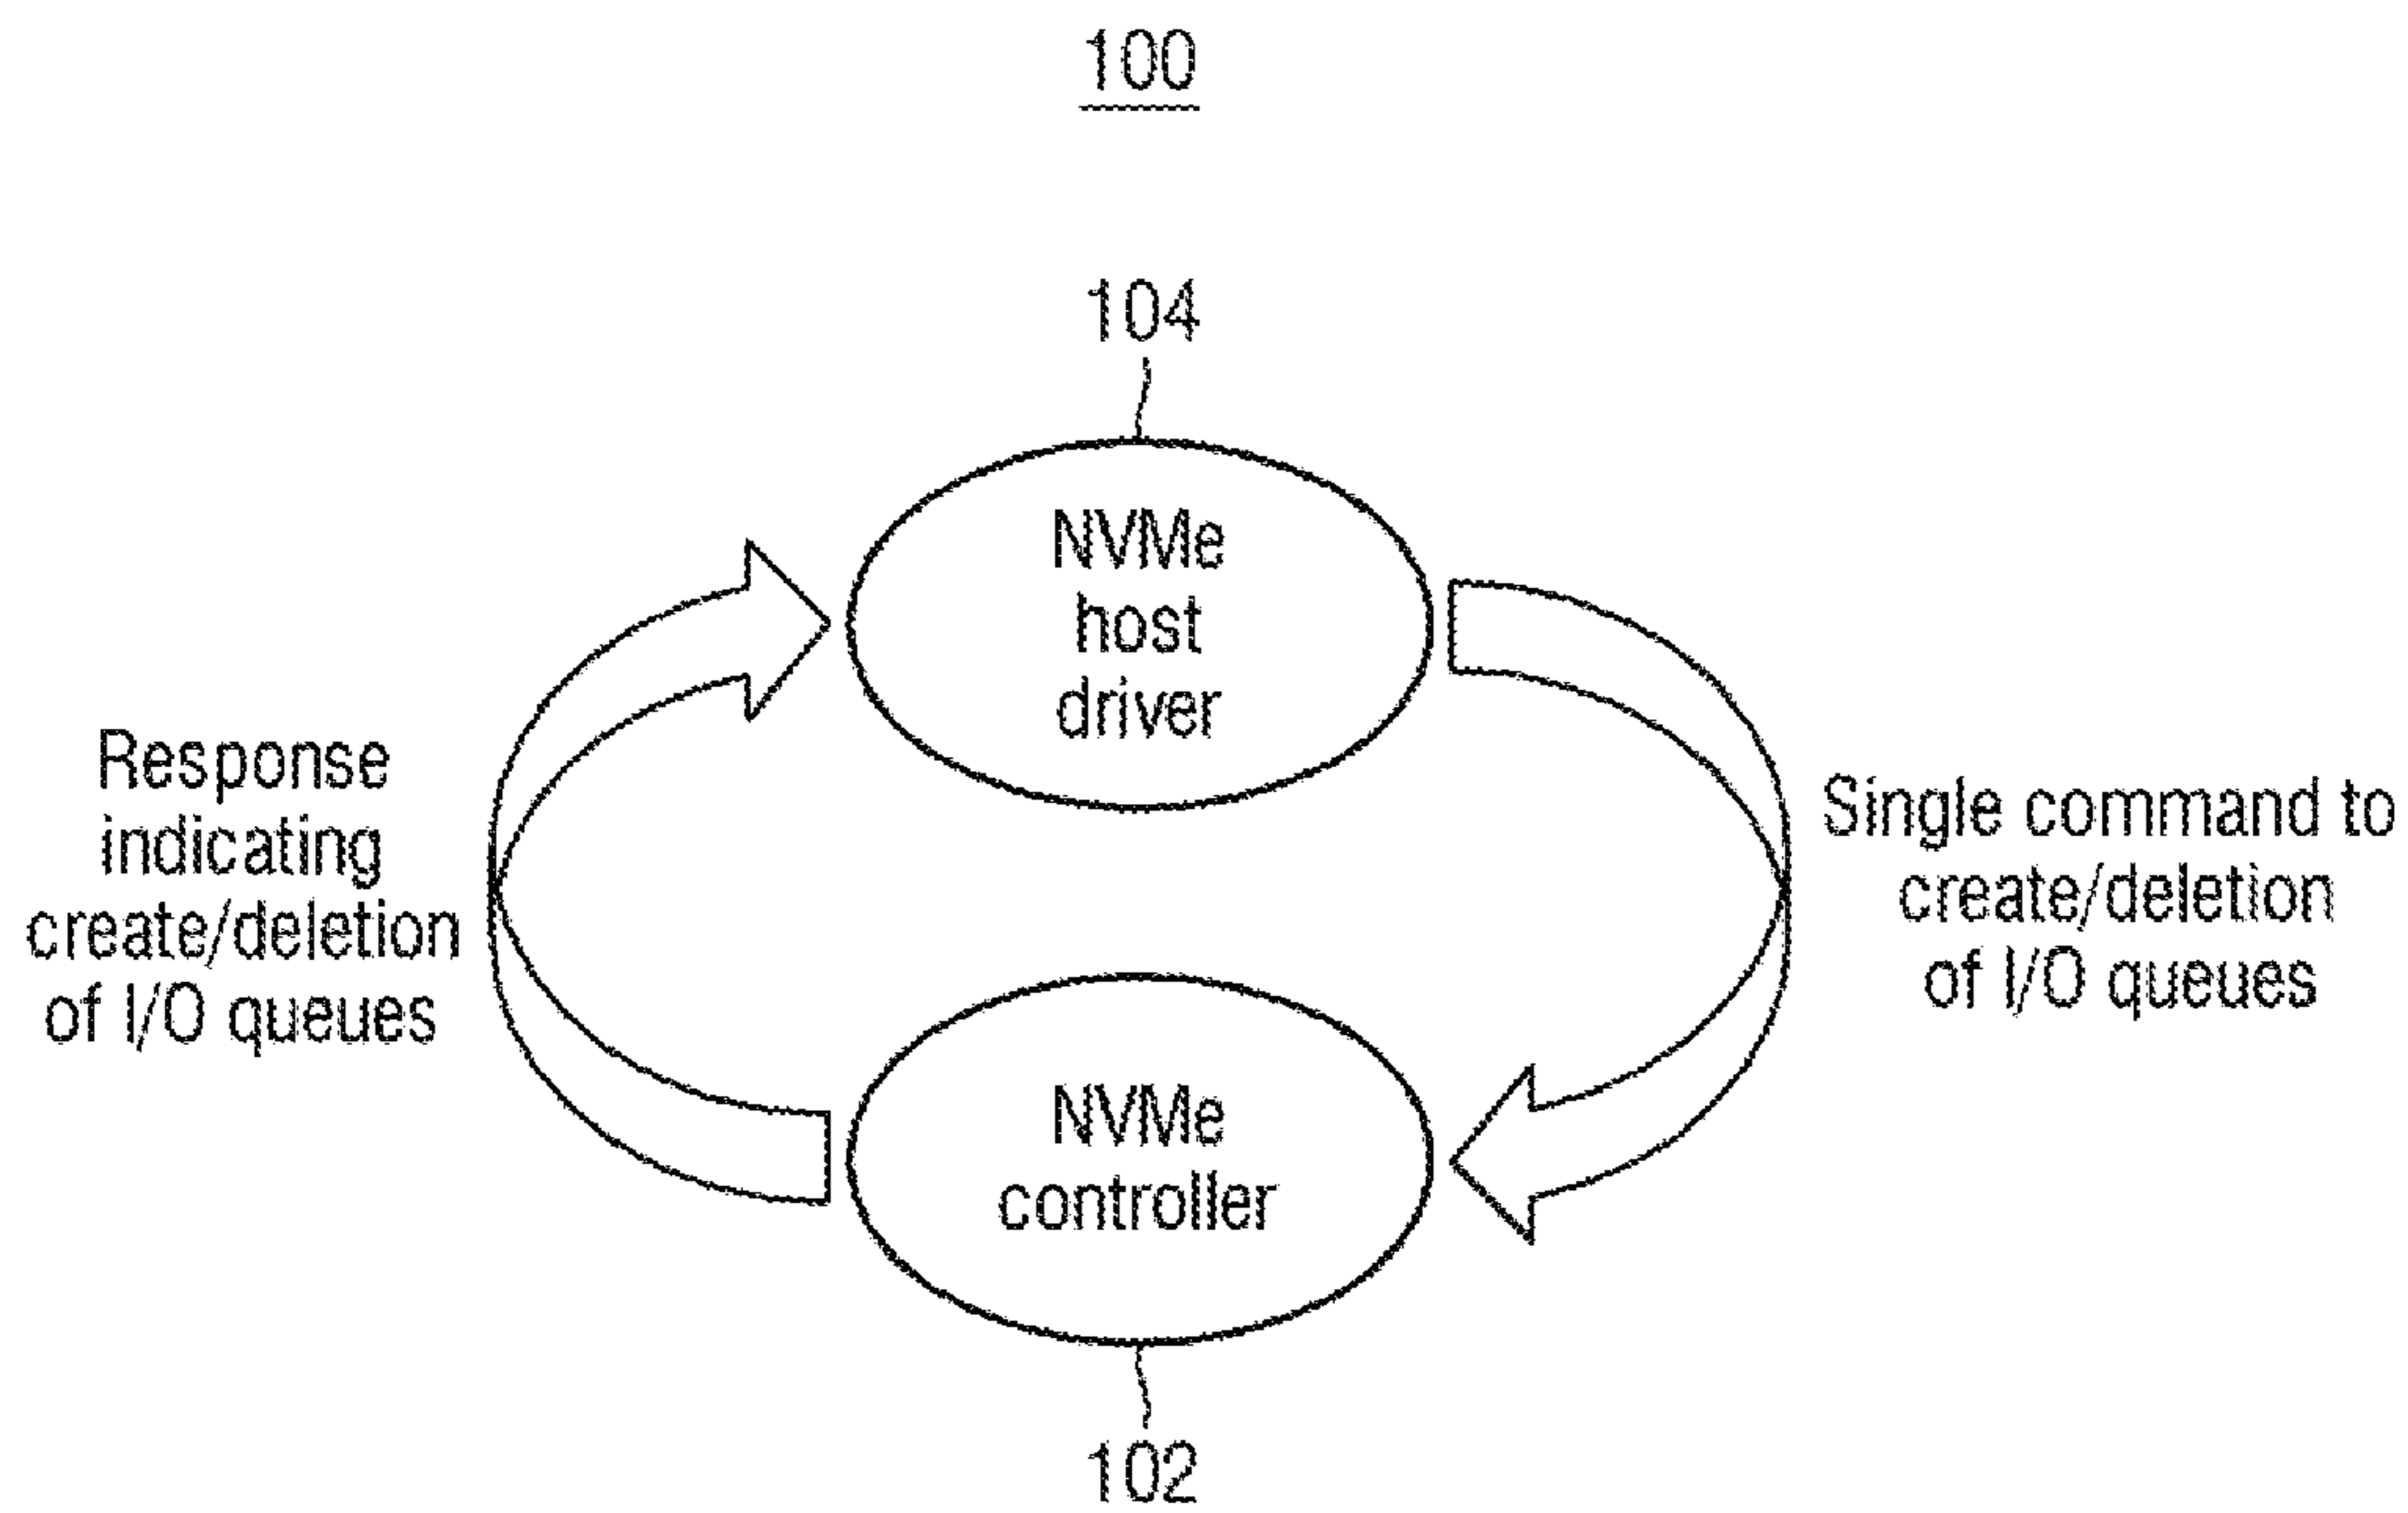 100
104
NVMe
host
driver
Response
indicating
create/deletion
of I/O queues
Single command to
create/deletion
of I/O queues
NVMe
controller
102